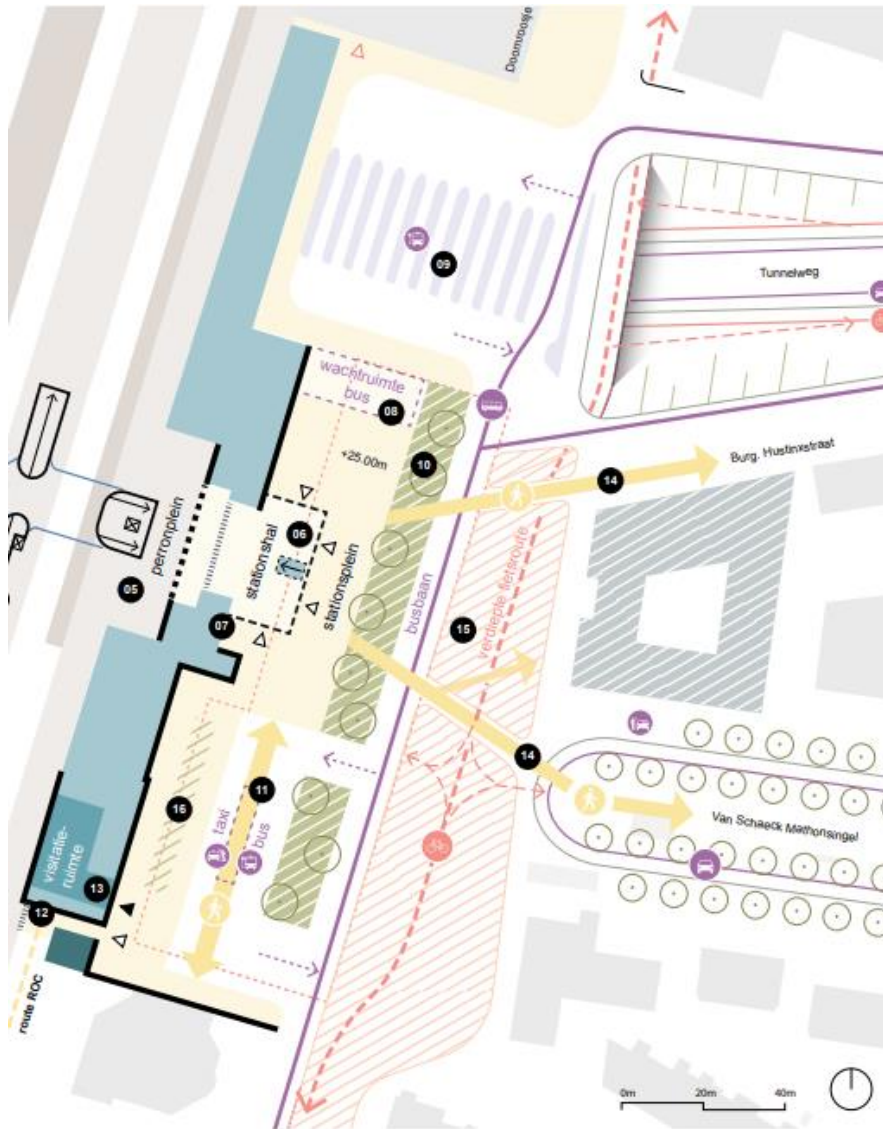 Doornroosje
09
Tunnelweg
wachtruimte
bus
08
+25.00m
10
Burg. Hustinxstraat
14
perronplein
05
stationshal
06
07
stationsplein
busbaan
15
verdiepte fietsroute
14
Van Schaeck Mathonsingel
16
taxi
bus
11
visitatie-
ruimte
13
12
route ROC
0m
20m
40m